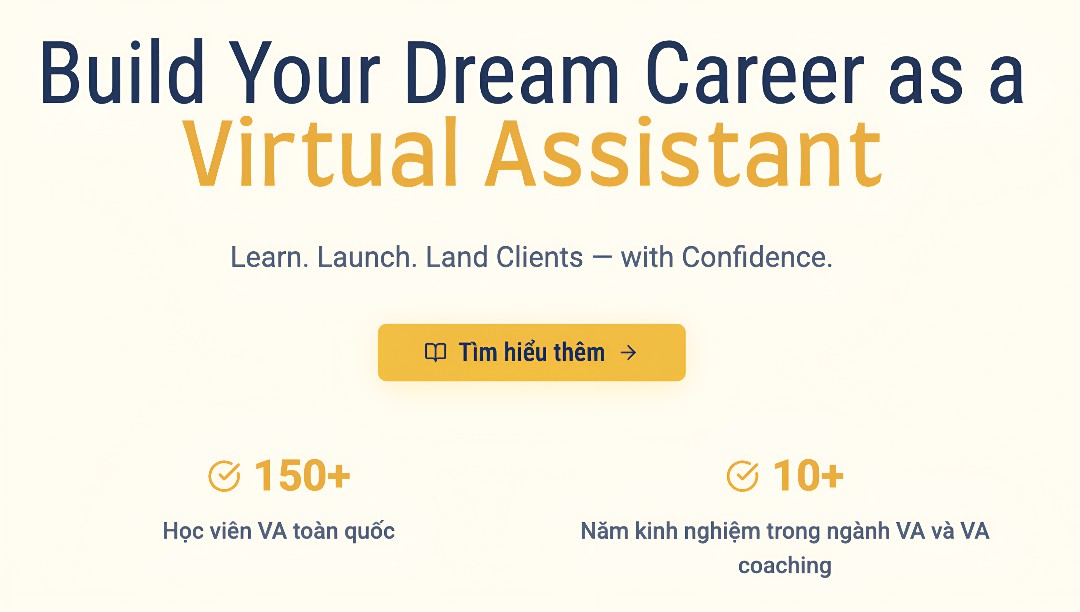 Build Your Dream Career as a
Virtual Assistant
Learn. Launch. Land Clients — with Confidence.
Tìm hiểu thêm →
150+
10+
Học viên VA toàn quốc
Năm kinh nghiệm trong ngành VA và VA
coaching